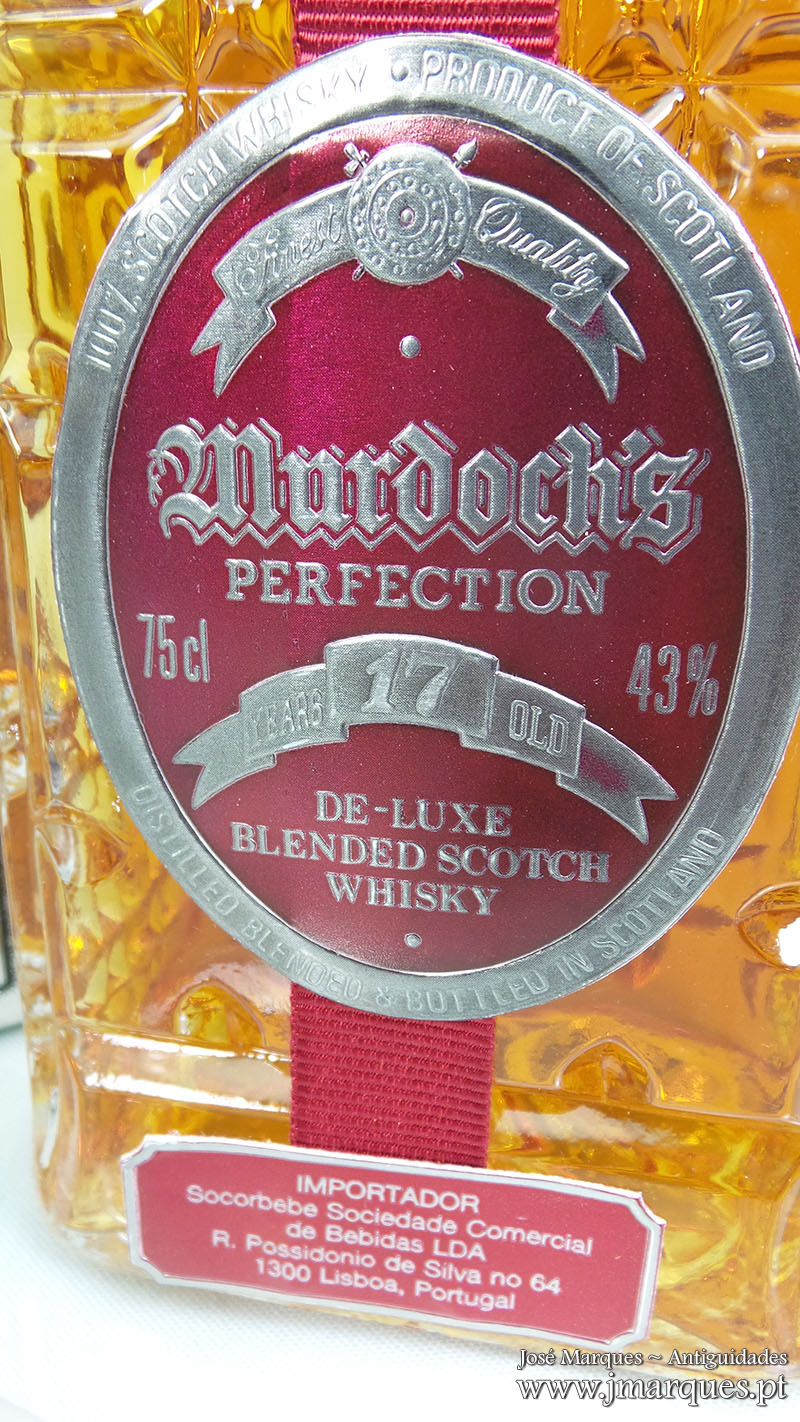 100% SCOTCH WHISKY • PRODUCT OF SCOTLAND
Finest Quality
Murdoch's
PERFECTION
75cl
43%
YEARS 17 OLD
DE-LUXE
BLENDED SCOTCH
WHISKY
DISTILLED BLENDED & BOTTLED IN SCOTLAND
IMPORTADOR
Socorbebe Sociedade Comercial
de Bebidas LDA
R. Possidonio de Silva no 64
1300 Lisboa, Portugal
José Marques ~ Antiguidades
www.jmarques.pt